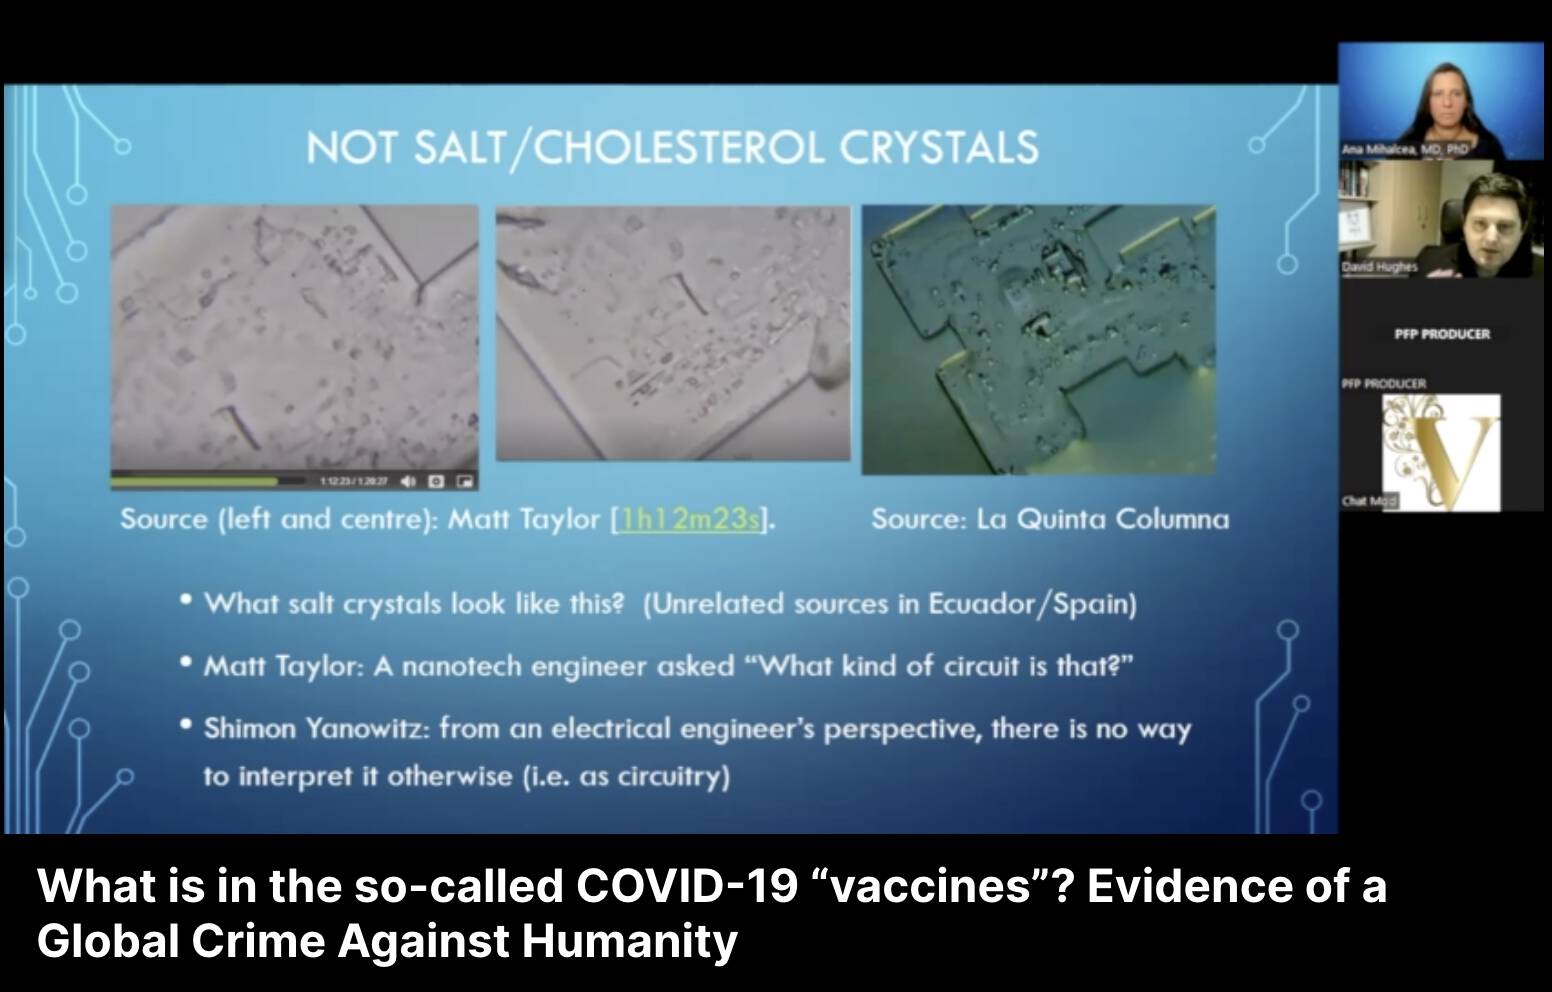 NOT SALT/CHOLESTEROL CRYSTALS
1:12:23 / 1:20:27
Source (left and centre): Matt Taylor [1h12m23s].
Source: La Quinta Columna
• What salt crystals look like this? (Unrelated sources in Ecuador/Spain)
• Matt Taylor: A nanotech engineer asked “What kind of circuit is that?”
• Shimon Yanowitz: from an electrical engineer’s perspective, there is no way
to interpret it otherwise (i.e. as circuitry)
Ana Mihalcea, MD, PhD
David Hughes
PFP PRODUCER
PFP PRODUCER
V
Chat Mod
What is in the so-called COVID-19 “vaccines”? Evidence of a
Global Crime Against Humanity